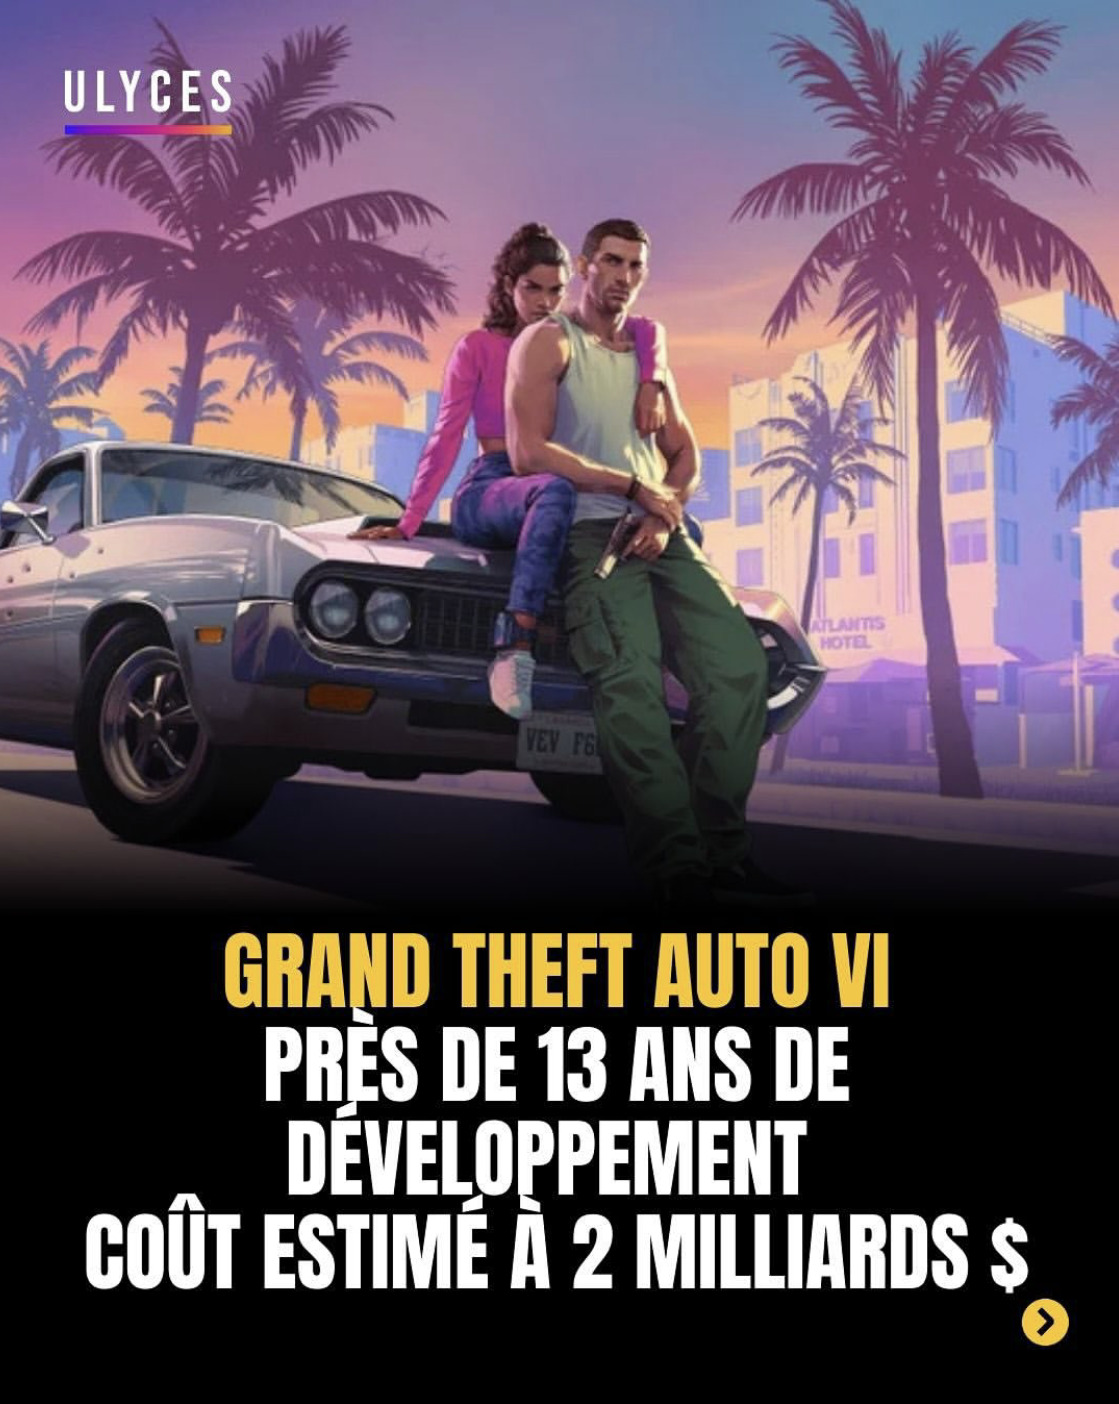 ULYCES
ATLANTIS
HOTEL
VEV F6
GRAND THEFT AUTO VI
PRÈS DE 13 ANS DE
DÉVELOPPEMENT
COÛT ESTIMÉ À 2 MILLIARDS $